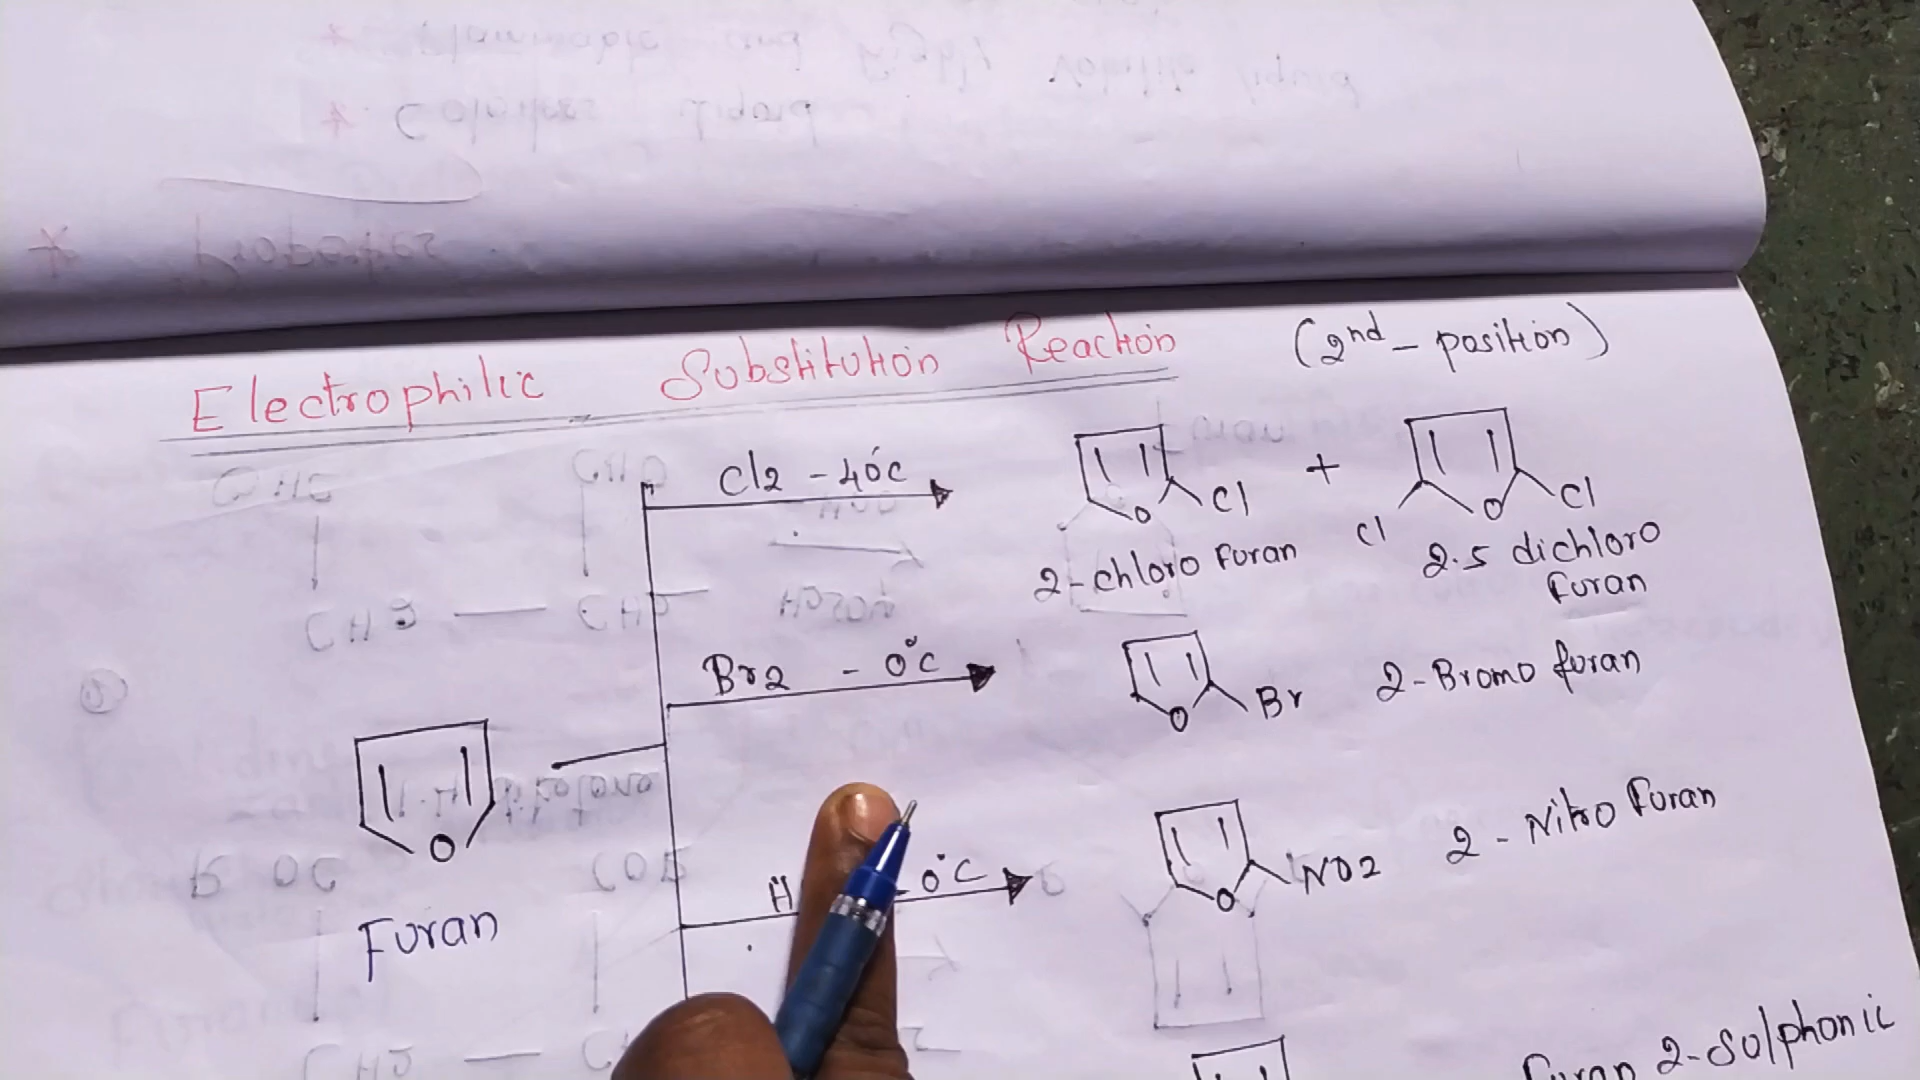 Electrophilic Substitution Reaction (2nd - position)
Cl2 - 40°C
Cl + Cl Cl
O O
2-chloro Furan 2.5 dichloro Furan
Br2 - 0°C
O Br 2-Bromo furan
O
Furan
H - 0°C
O NO2 2 - Nitro Furan
Furan 2-Sulphonic